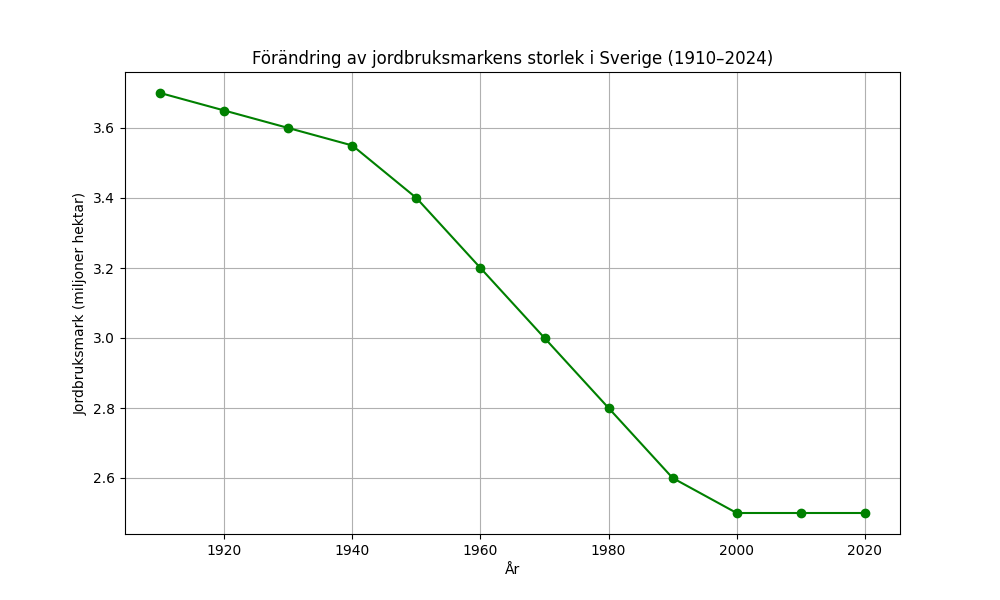 Förändring av jordbruksmarkens storlek i Sverige (1910–2024)
Jordbruksmark (miljoner hektar)
3.6
3.4
3.2
3.0
2.8
2.6
1920 1940 1960 1980 2000 2020
År